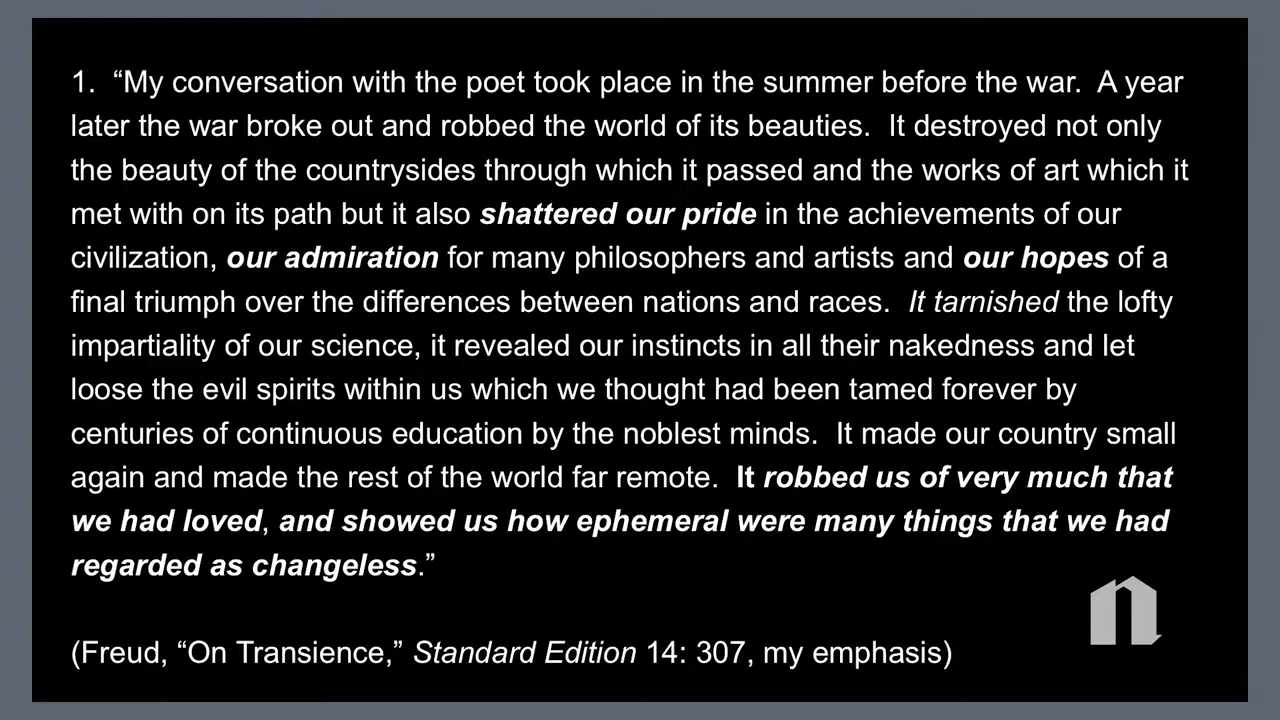 1.  “My conversation with the poet took place in the summer before the war.  A year
later the war broke out and robbed the world of its beauties.  It destroyed not only
the beauty of the countrysides through which it passed and the works of art which it
met with on its path but it also shattered our pride in the achievements of our
civilization, our admiration for many philosophers and artists and our hopes of a
final triumph over the differences between nations and races.  It tarnished the lofty
impartiality of our science, it revealed our instincts in all their nakedness and let
loose the evil spirits within us which we thought had been tamed forever by
centuries of continuous education by the noblest minds.  It made our country small
again and made the rest of the world far remote.  It robbed us of very much that
we had loved, and showed us how ephemeral were many things that we had
regarded as changeless.”
(Freud, “On Transience,” Standard Edition 14: 307, my emphasis)
n